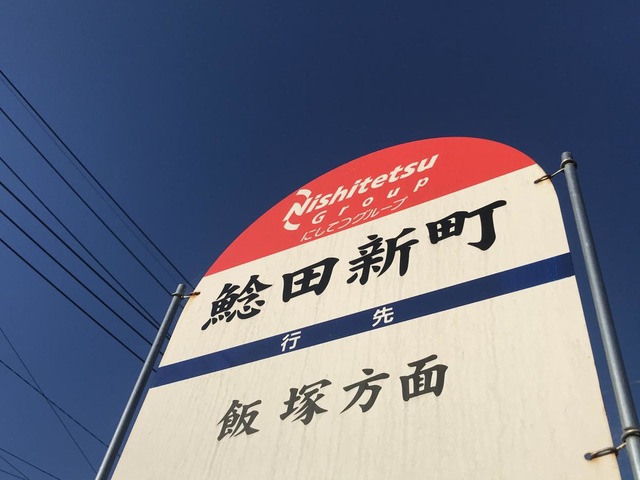 Nishitetsu
Group
にしてつグループ
鯰田新町
行先
飯塚方面